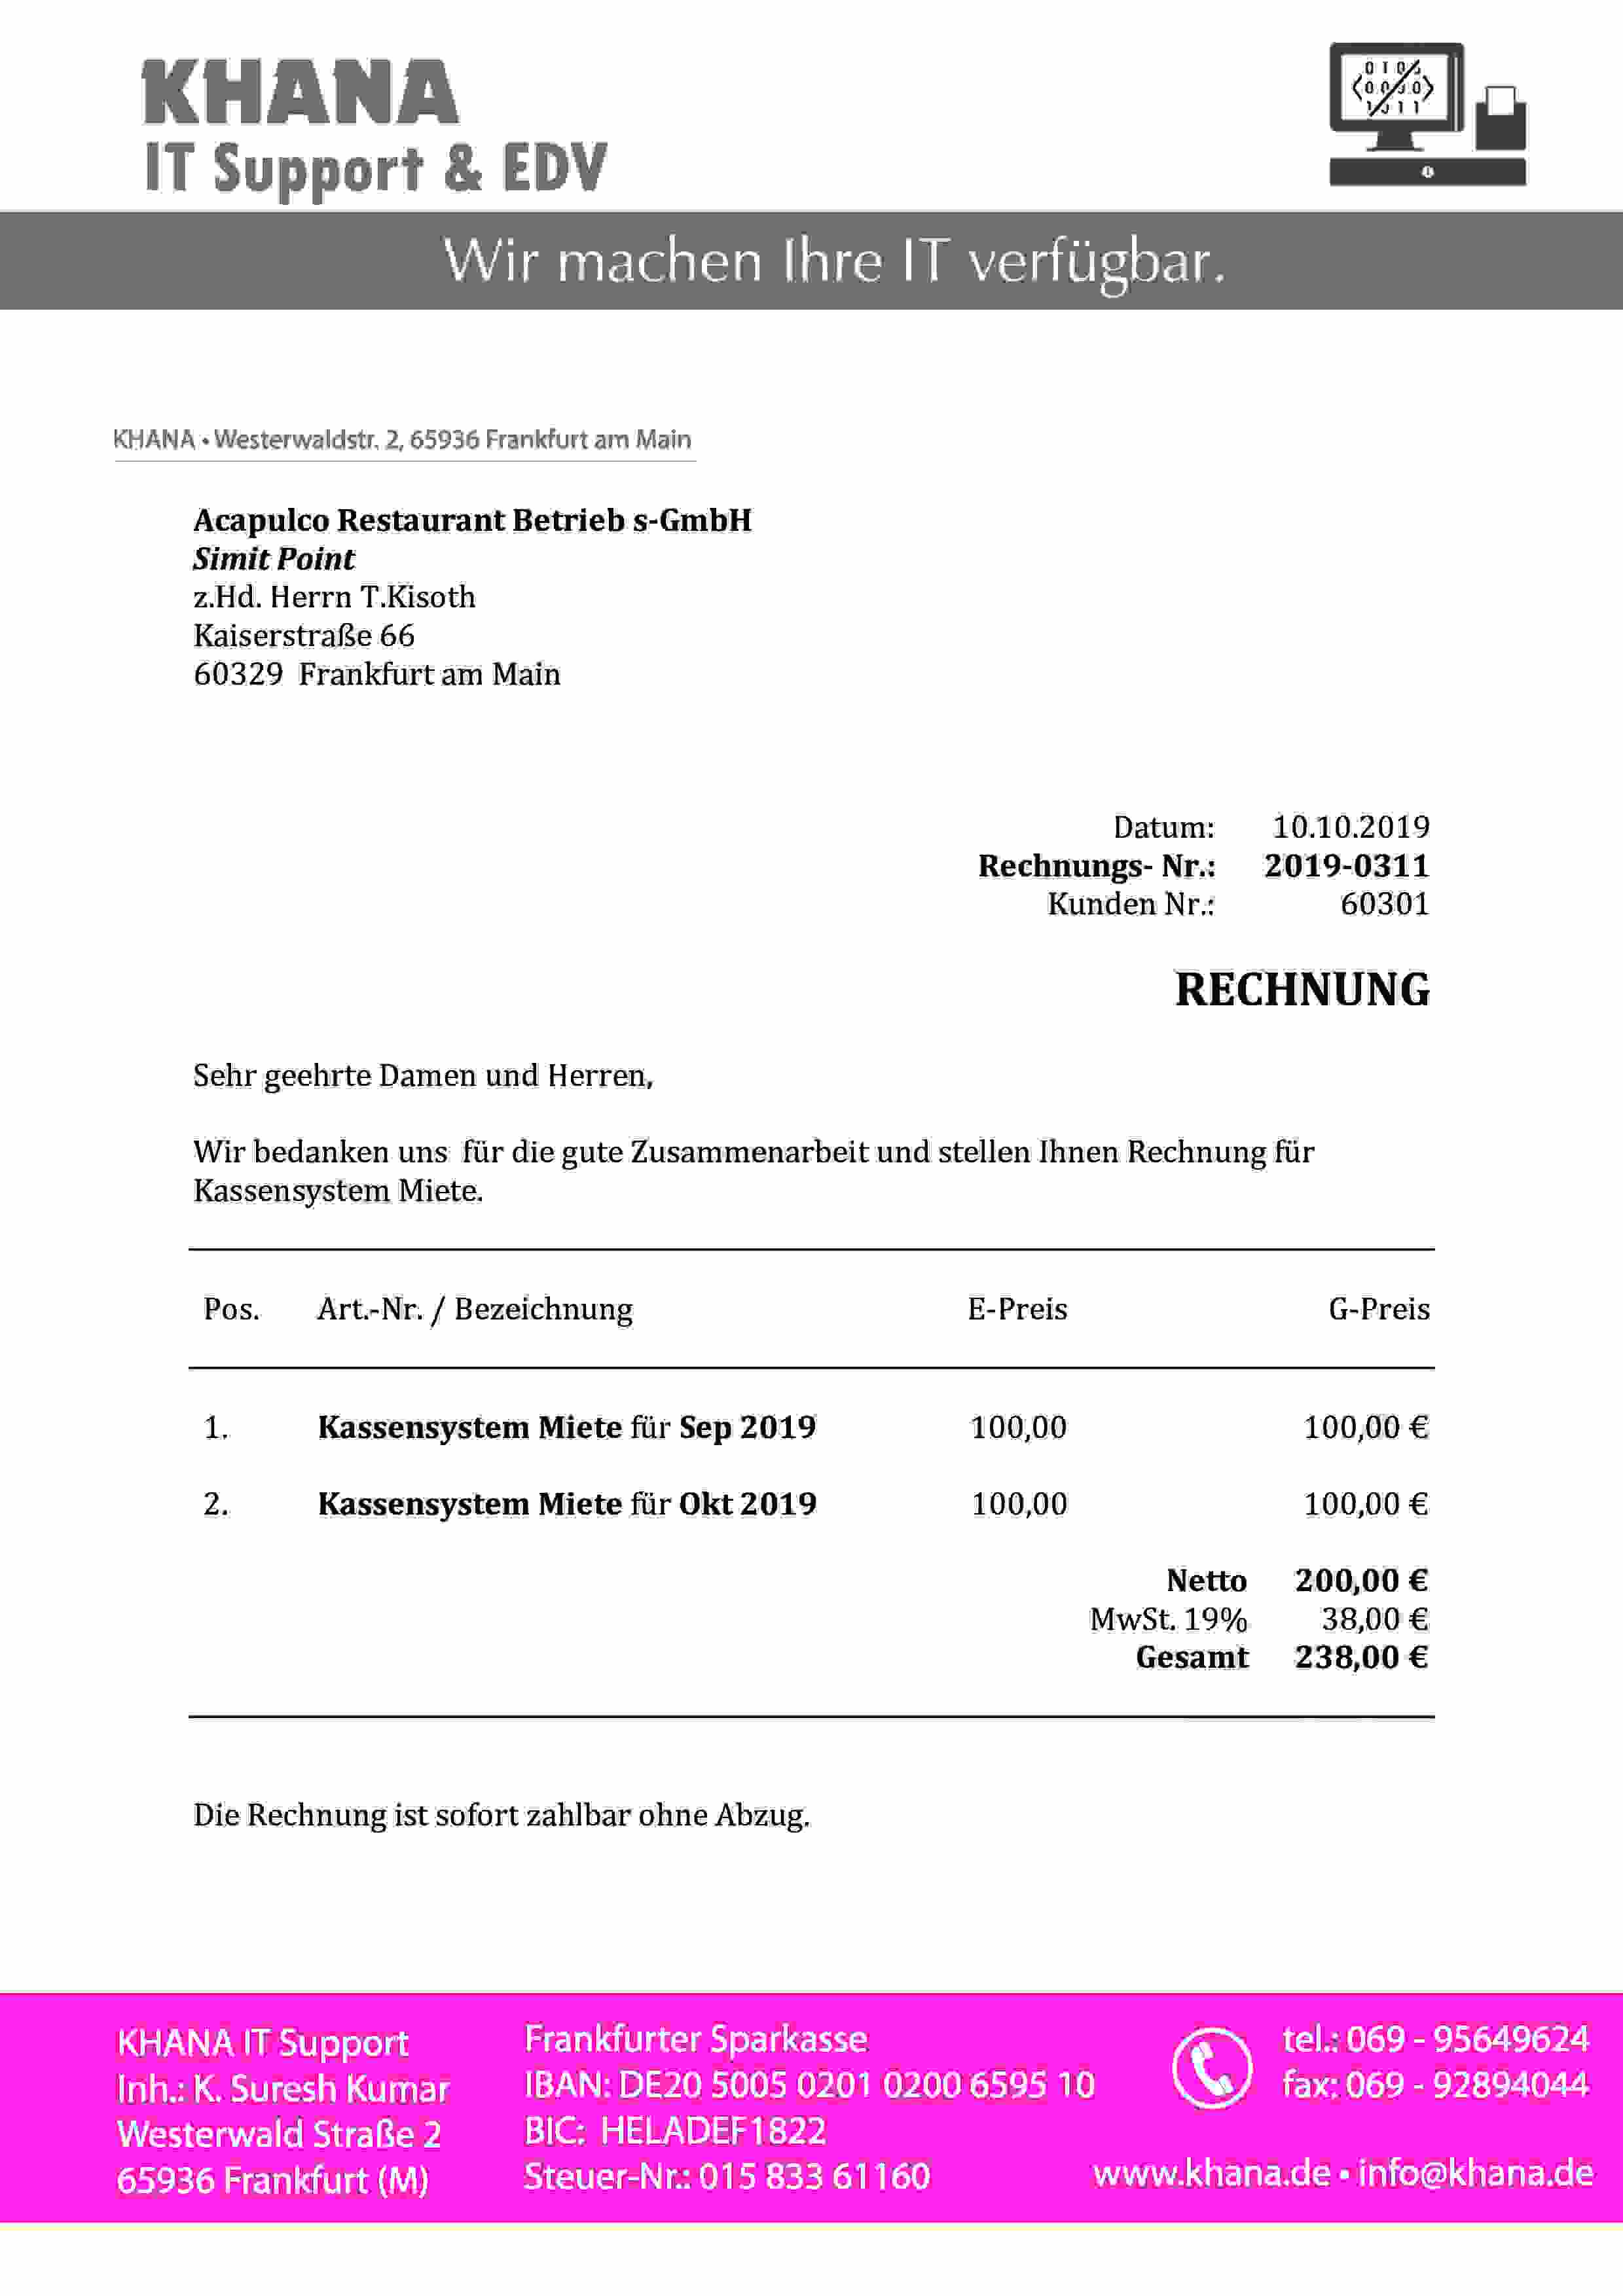 KHANA
IT Support & EDV
Wir machen Ihre IT verfügbar.
KHANA • Westerwaldstr. 2, 65936 Frankfurt am Main
Acapulco Restaurant Betrieb s-GmbH
Simit Point
z.Hd. Herrn T.Kisoth
Kaiserstraße 66
60329 Frankfurt am Main
Datum: 10.10.2019
Rechnungs- Nr.: 2019-0311
Kunden Nr.: 60301
RECHNUNG
Sehr geehrte Damen und Herren,
Wir bedanken uns für die gute Zusammenarbeit und stellen Ihnen Rechnung für
Kassensystem Miete.
Pos. Art.-Nr. / Bezeichnung E-Preis G-Preis
1. Kassensystem Miete für Sep 2019 100,00 100,00 €
2. Kassensystem Miete für Okt 2019 100,00 100,00 €
Netto 200,00 €
MwSt. 19% 38,00 €
Gesamt 238,00 €
Die Rechnung ist sofort zahlbar ohne Abzug.
KHANA IT Support
Inh.: K. Suresh Kumar
Westerwald Straße 2
65936 Frankfurt (M)
Frankfurter Sparkasse
IBAN: DE20 5005 0201 0200 6595 10
BIC: HELADEF1822
Steuer-Nr.: 015 833 61160
tel.: 069 - 95649624
fax: 069 - 92894044
www.khana.de • info@khana.de